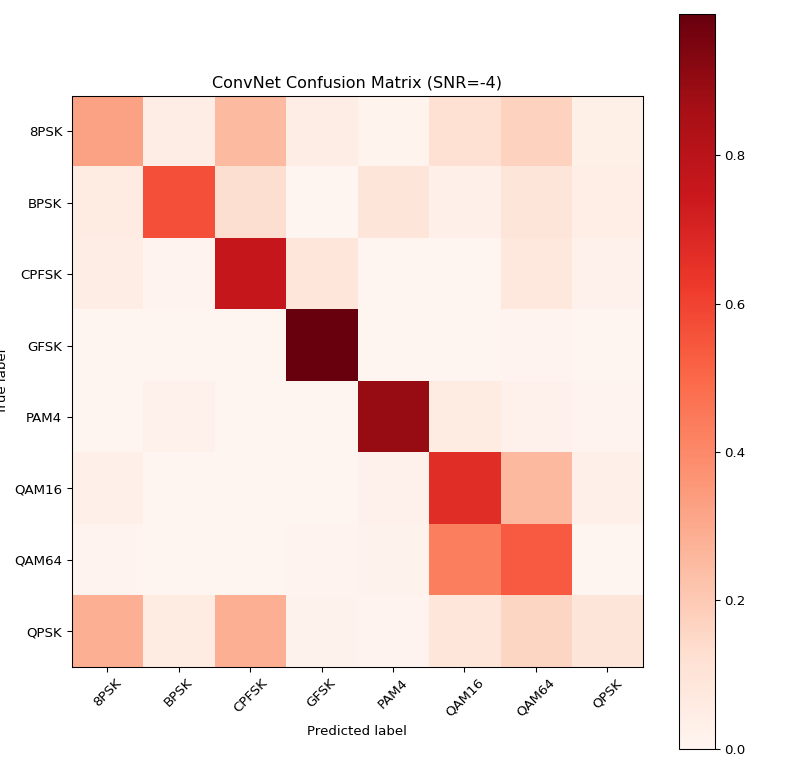 ConvNet Confusion Matrix (SNR=-4)
8PSK
BPSK
CPFSK
GFSK
PAM4
QAM16
QAM64
QPSK
label
8PSK
BPSK
CPFSK
GFSK
PAM4
QAM16
QAM64
QPSK
Predicted label
0.8
0.6
0.4
0.2
0.0